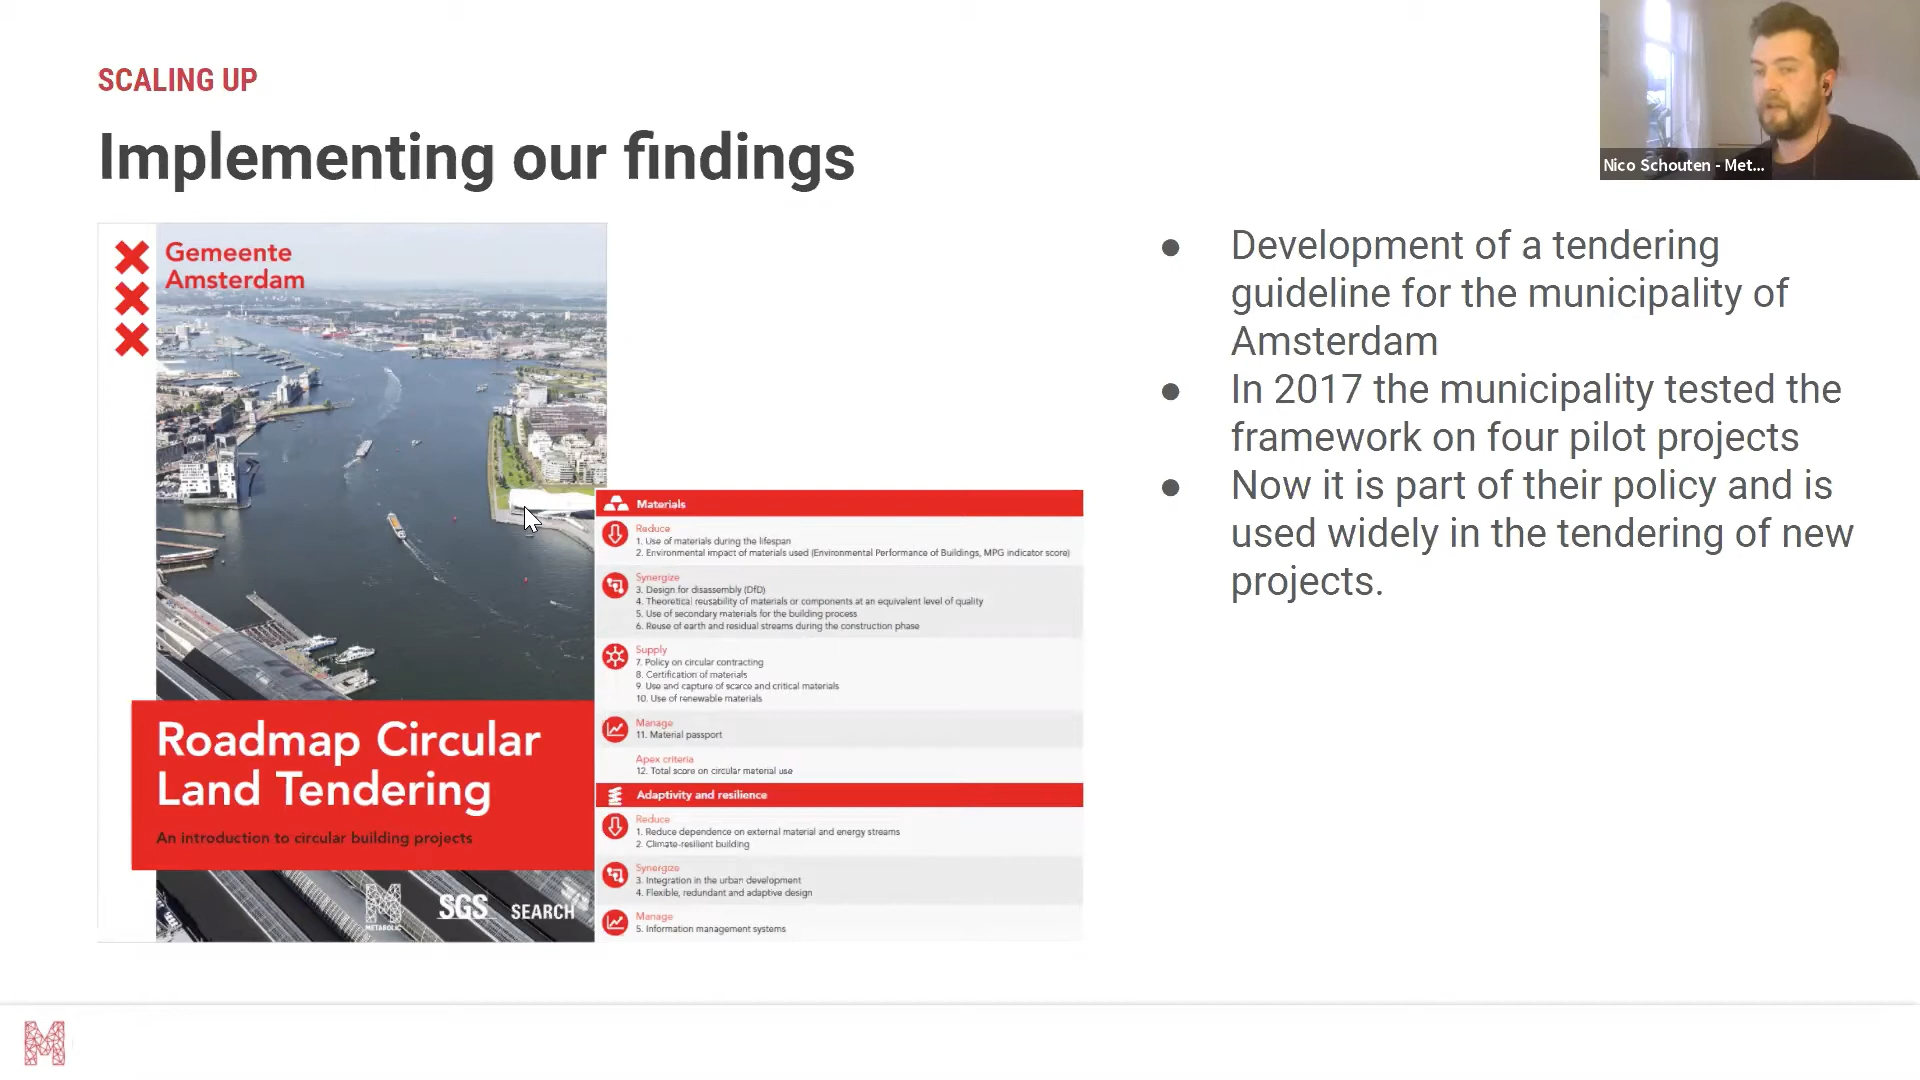 SCALING UP
Implementing our findings
Nico Schouten - Met...
Gemeente
Amsterdam
Roadmap Circular
Land Tendering
An introduction to circular building projects
METABOLIC
SGS
SEARCH
Materials
Reduce
1. Use of materials during the lifespan
2. Environmental impact of materials used (Environmental Performance of Buildings, MPG indicator score)
Synergize
3. Design for disassembly (DfD)
4. Theoretical reusability of materials or components at an equivalent level of quality
5. Use of secondary materials for the building process
6. Reuse of earth and residual streams during the construction phase
Supply
7. Policy on circular contracting
8. Certification of materials
9 Use and capture of scarce and critical materials
10. Use of renewable materials
Manage
11. Material passport
Apex criteria
12. Total score on circular material use
Adaptivity and resilience
Reduce
1. Reduce dependence on external material and energy streams
2. Climate-resilient building
Synergize
3. Integration in the urban development
4. Flexible, redundant and adaptive design
Manage
5. Information management systems
● Development of a tendering
guideline for the municipality of
Amsterdam
● In 2017 the municipality tested the
framework on four pilot projects
● Now it is part of their policy and is
used widely in the tendering of new
projects.
M